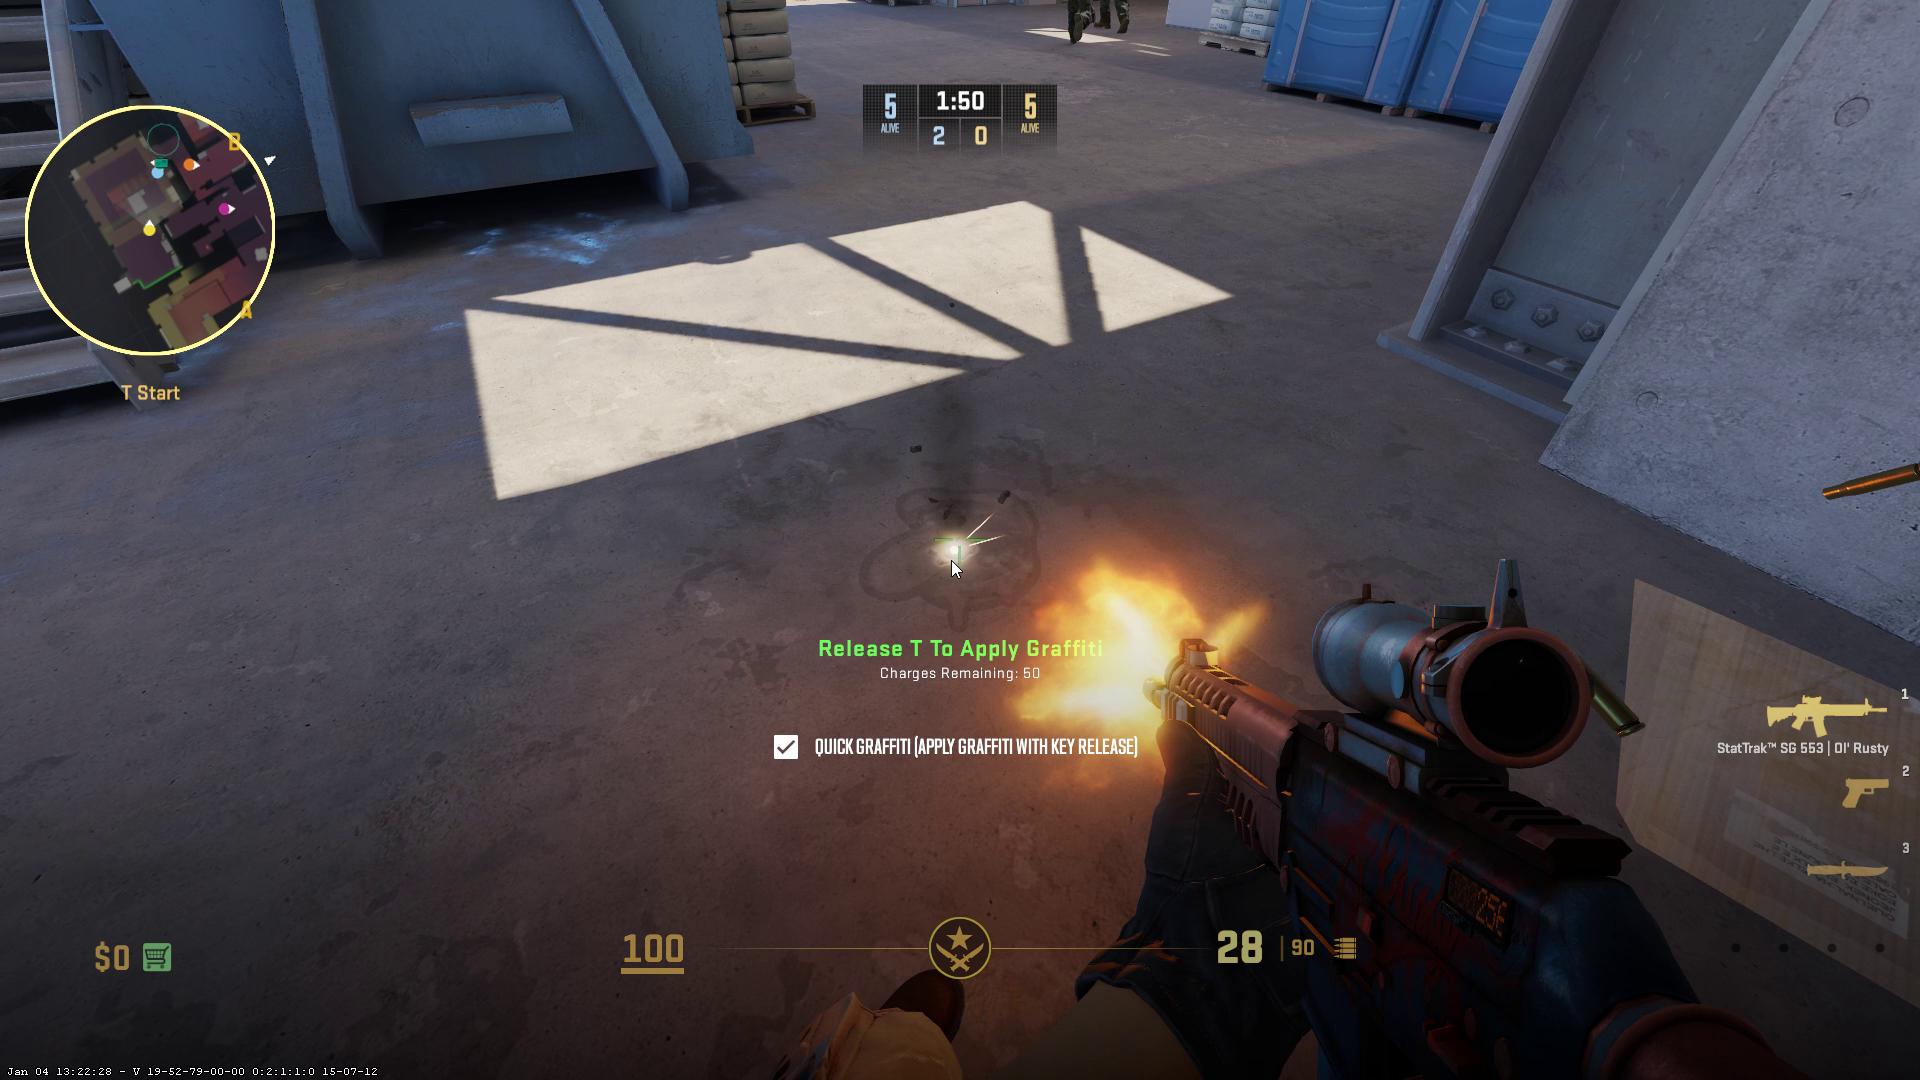 5
ALIVE
1:50
2
0
5
ALIVE
B
A
T Start
Release T To Apply Graffiti
Charges Remaining: 50
QUICK GRAFFITI (APPLY GRAFFITI WITH KEY RELEASE)
1
StatTrak™ SG 553 | Ol' Rusty
2
3
$0
100
28
90
Jan 04 13:22:28 - V 19-52-79-00-00 0:2:1:1:0 15-07-12